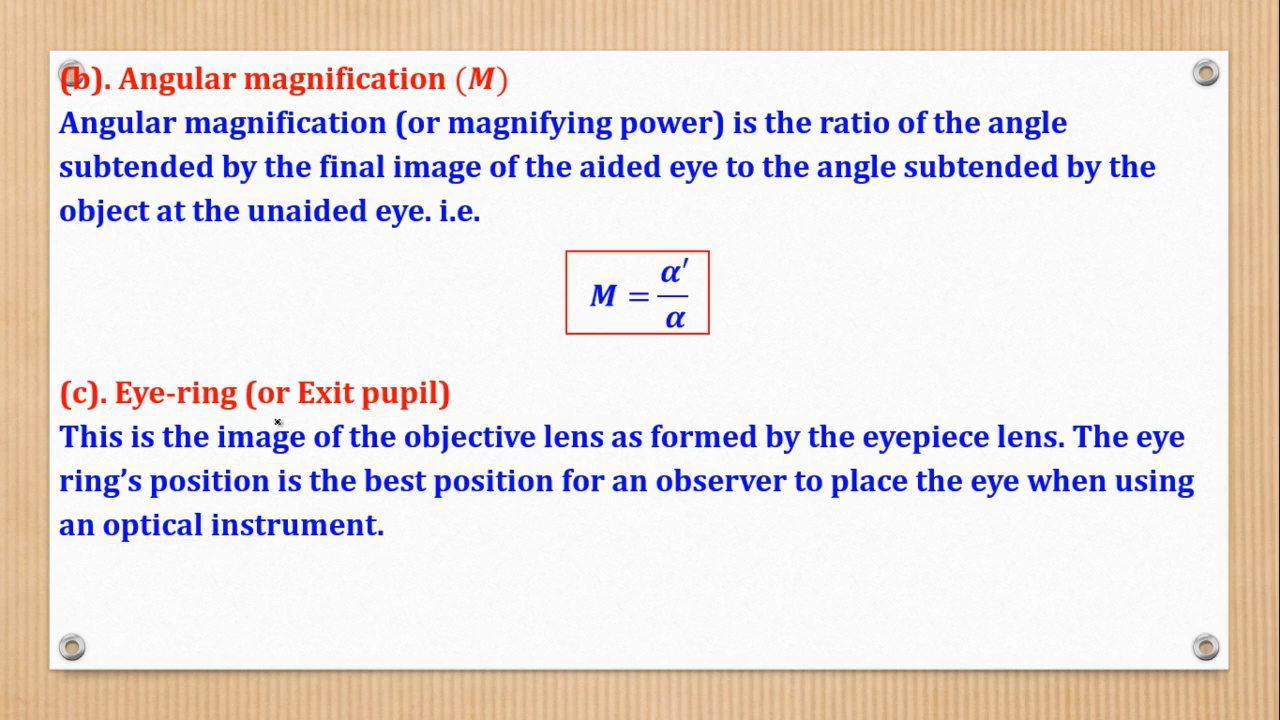 (b). Angular magnification (M)
Angular magnification (or magnifying power) is the ratio of the angle
subtended by the final image of the aided eye to the angle subtended by the
object at the unaided eye. i.e.
M = α′/α
(c). Eye-ring (or Exit pupil)
This is the image of the objective lens as formed by the eyepiece lens. The eye
ring’s position is the best position for an observer to place the eye when using
an optical instrument.